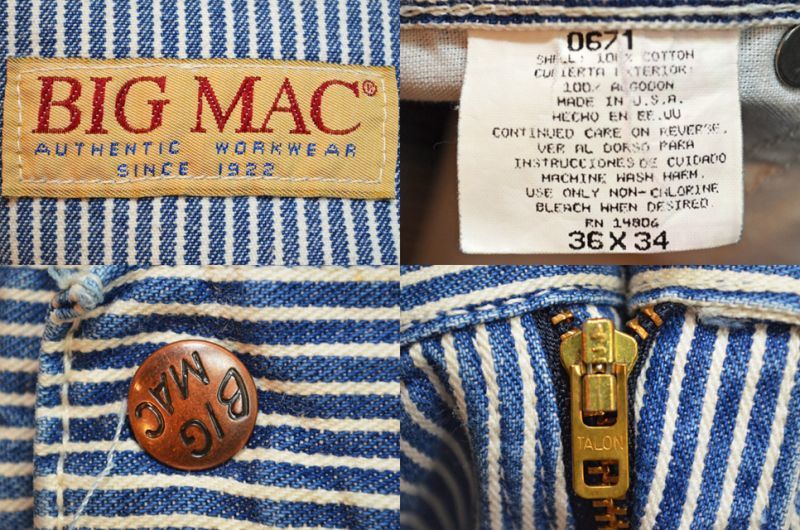 BIG MAC®
AUTHENTIC WORKWEAR
SINCE 1922
0671
SHELL: 100% COTTON
CUBIERTA EXTERIOR:
100% ALGODON
MADE IN U.S.A.
HECHO EN EE.UU
CONTINUED CARE ON REVERSE.
VER AL DORSO PARA
INSTRUCCIONES DE CUIDADO
MACHINE WASH WARM.
USE ONLY NON-CHLORINE
BLEACH WHEN DESIRED.
RN 14806
36 X 34
BIG
MAC
TALON